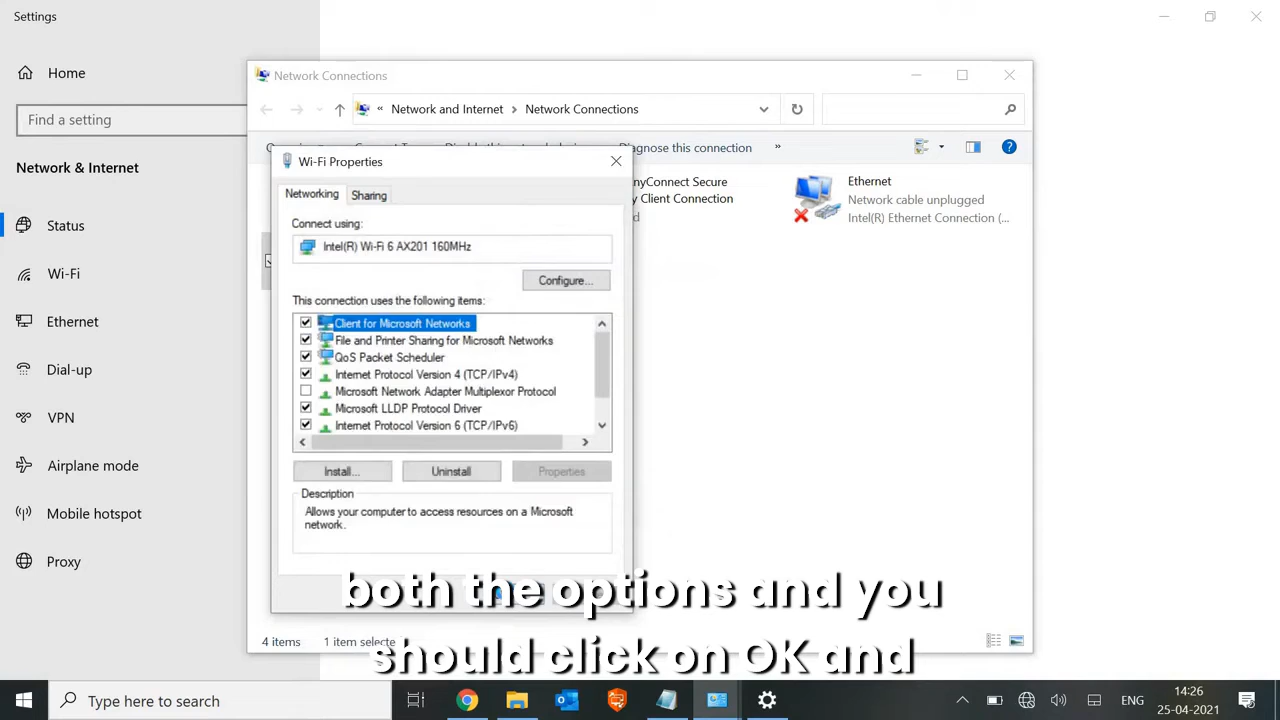 Settings
Home
Find a setting
Network & Internet
Status
Wi-Fi
Ethernet
Dial-up
VPN
Airplane mode
Mobile hotspot
Proxy
Network Connections
« Network and Internet > Network Connections
Diagnose this connection »
nyConnect Secure
y Client Connection
Ethernet
Network cable unplugged
Intel(R) Ethernet Connection (...
Wi-Fi Properties
Networking Sharing
Connect using:
Intel(R) Wi-Fi 6 AX201 160MHz
Configure...
This connection uses the following items:
Client for Microsoft Networks
File and Printer Sharing for Microsoft Networks
QoS Packet Scheduler
Internet Protocol Version 4 (TCP/IPv4)
Microsoft Network Adapter Multiplexor Protocol
Microsoft LLDP Protocol Driver
Internet Protocol Version 6 (TCP/IPv6)
Install... Uninstall Properties
Description
Allows your computer to access resources on a Microsoft
network.
both the options and you
should click on OK and
4 items 1 item selecte
Type here to search
ENG
14:26
25-04-2021